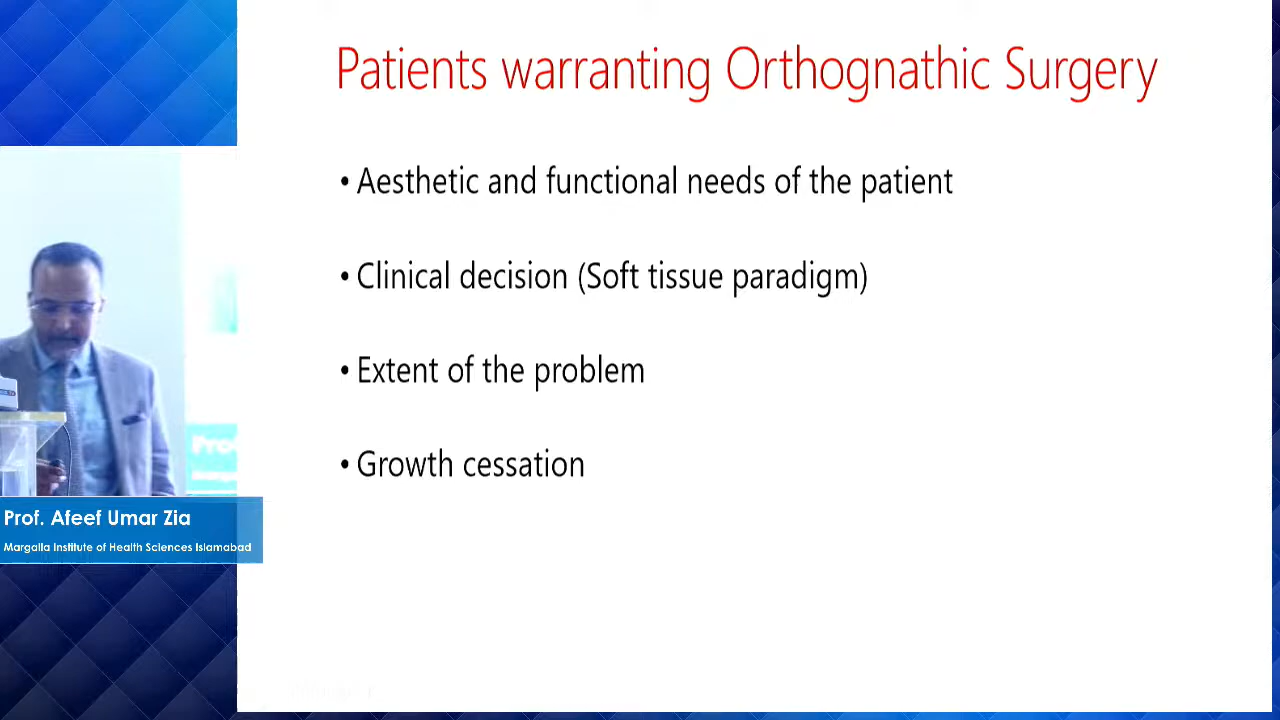 Patients warranting Orthognathic Surgery
• Aesthetic and functional needs of the patient
• Clinical decision (Soft tissue paradigm)
• Extent of the problem
• Growth cessation
Prof. Afeef Umar Zia
Margalla Institute of Health Sciences Islamabad